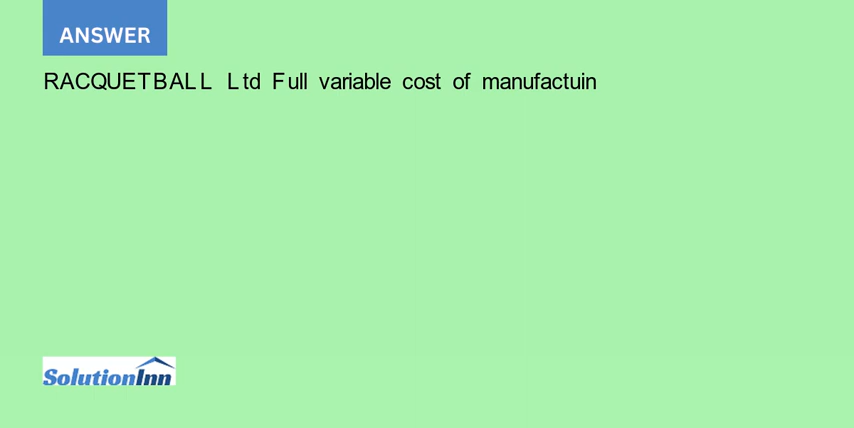 ANSWER
RACQUETBALL Ltd Full variable cost of manufactuin
SolutionInn